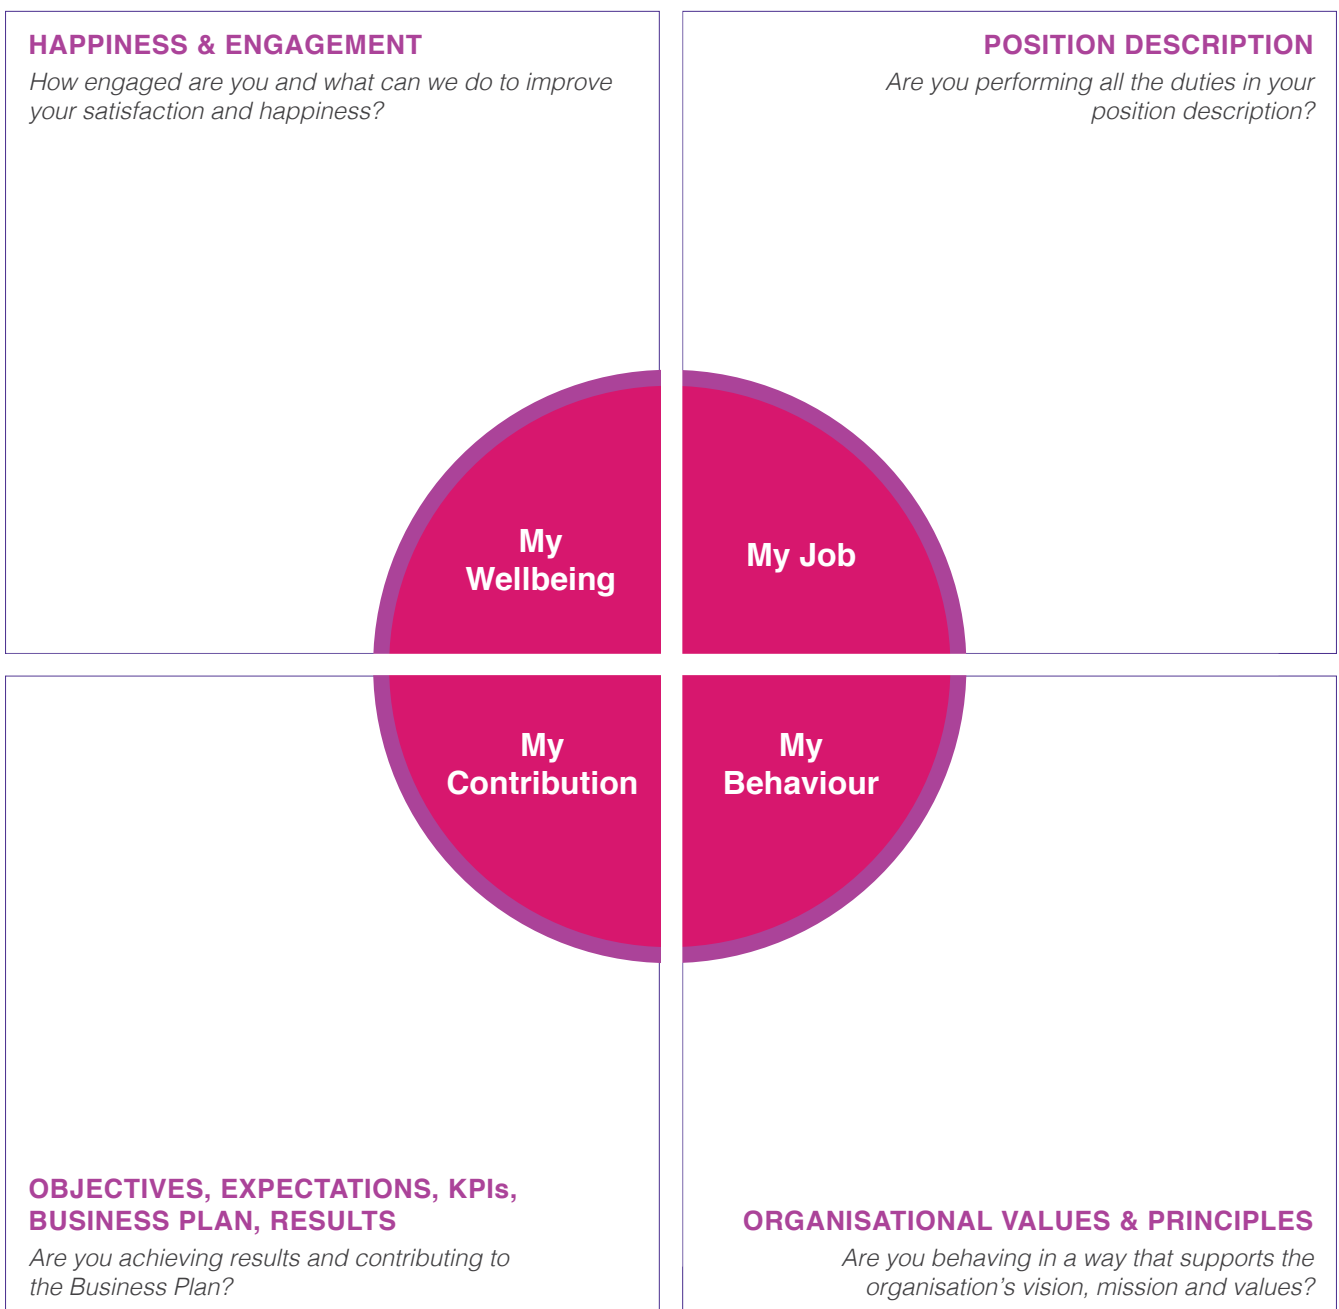 HAPPINESS & ENGAGEMENT
How engaged are you and what can we do to improve
your satisfaction and happiness?
POSITION DESCRIPTION
Are you performing all the duties in your
position description?
My
Wellbeing
My Job
My
Contribution
My
Behaviour
OBJECTIVES, EXPECTATIONS, KPIs,
BUSINESS PLAN, RESULTS
Are you achieving results and contributing to
the Business Plan?
ORGANISATIONAL VALUES & PRINCIPLES
Are you behaving in a way that supports the
organisation’s vision, mission and values?